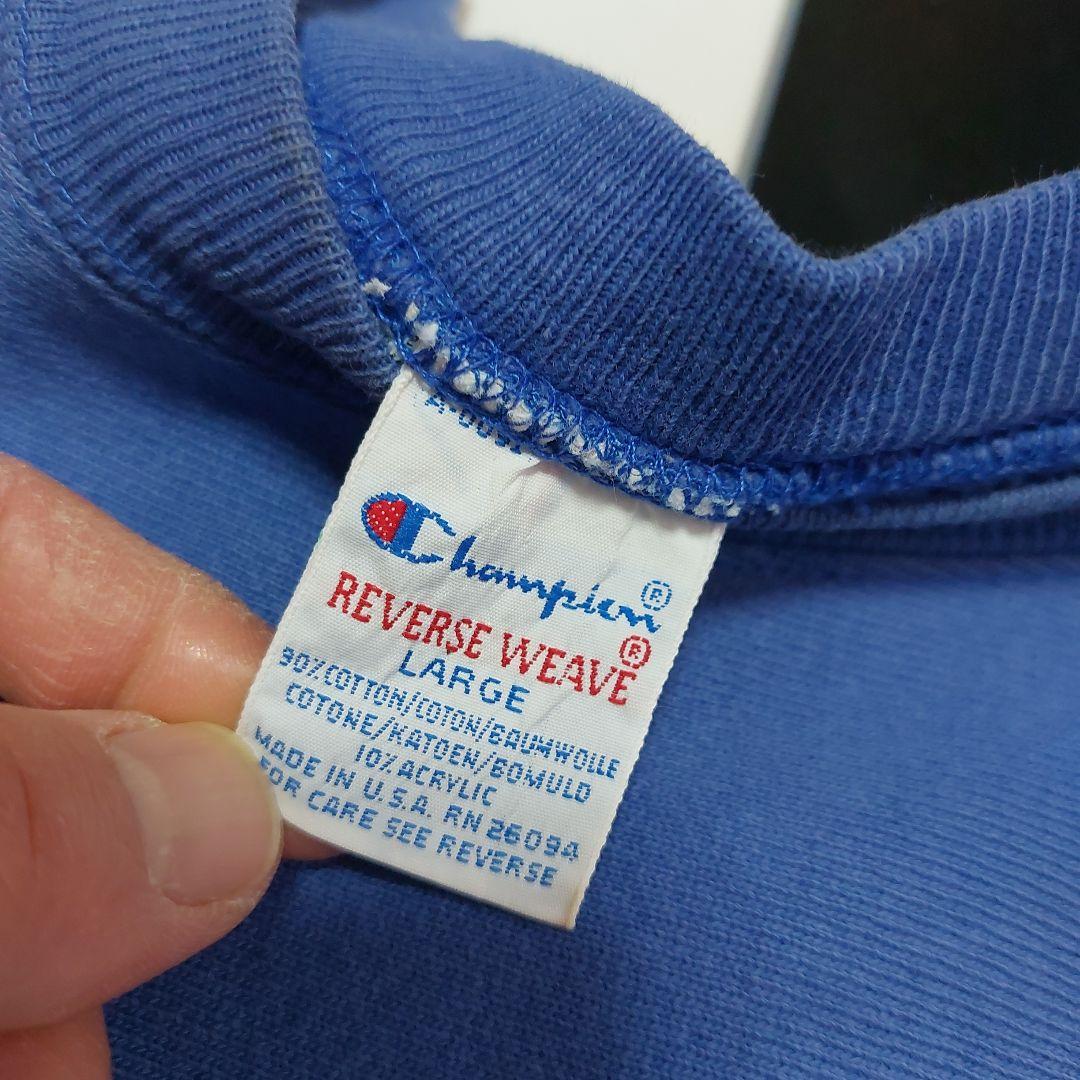 Champion®
REVERSE WEAVE®
LARGE
90% COTTON/COTON/BAUMWOLLE
COTONE/KATOEN/BOMULD
10% ACRYLIC
MADE IN U.S.A. RN 26094
FOR CARE SEE REVERSE